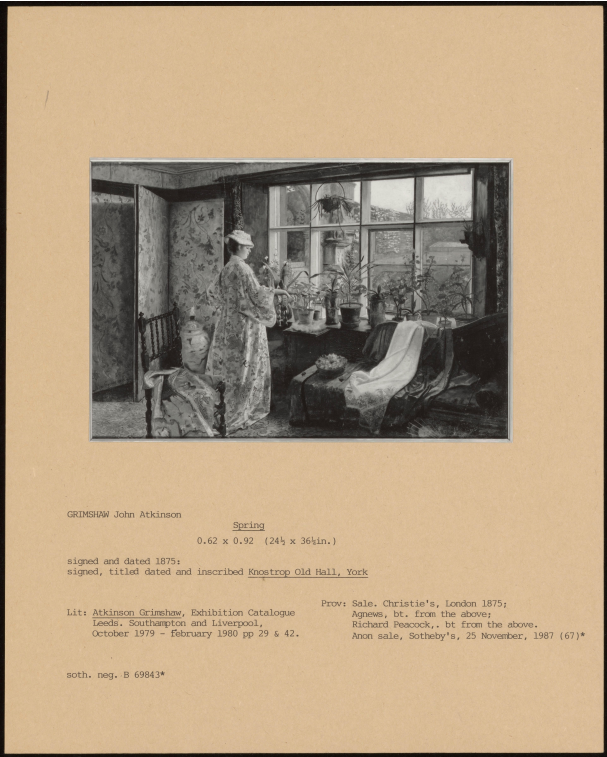 GRIMSHAW John Atkinson
Spring
0.62 x 0.92 (24½ x 36¼in.)
signed and dated 1875:
signed, titled dated and inscribed Knostrop Old Hall, York
Lit: Atkinson Grimshaw, Exhibition Catalogue
Leeds. Southampton and Liverpool,
October 1979 - february 1980 pp 29 & 42.
Prov: Sale. Christie's, London 1875;
Agnews, bt. from the above;
Richard Peacock,. bt from the above.
Anon sale, Sotheby's, 25 November, 1987 (67)*
soth. neg. B 69843*